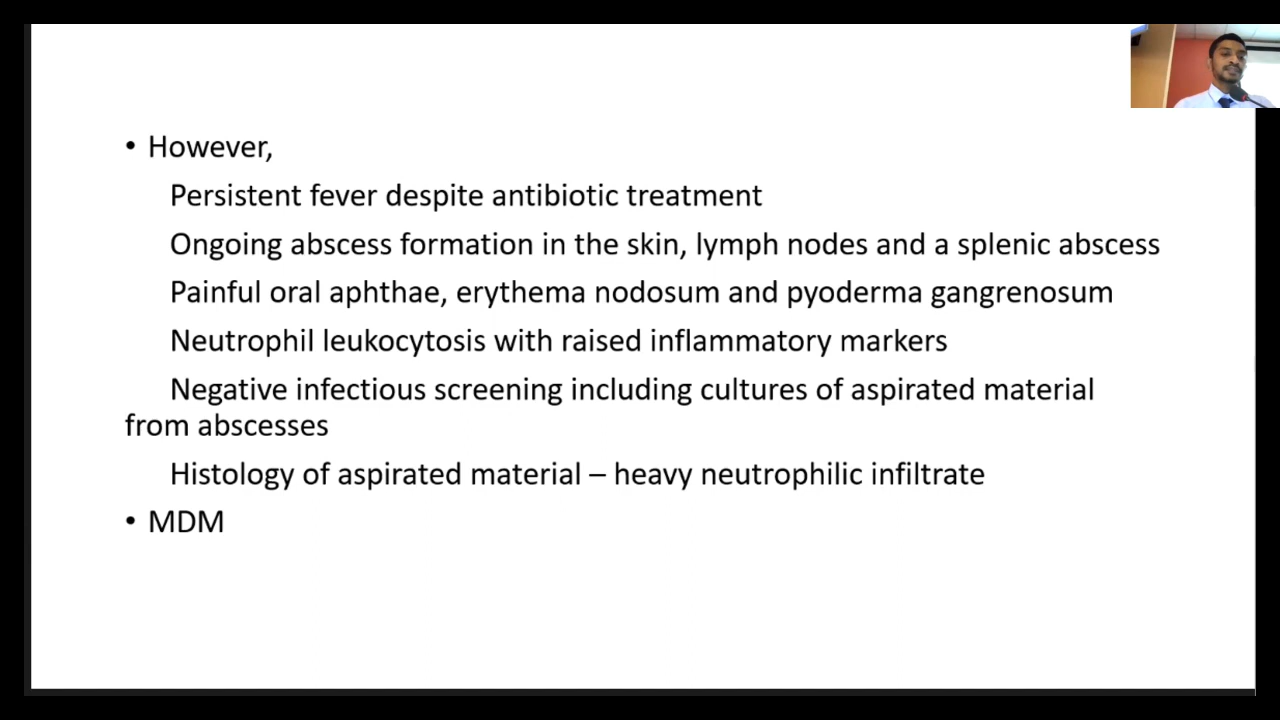 • However,
Persistent fever despite antibiotic treatment
Ongoing abscess formation in the skin, lymph nodes and a splenic abscess
Painful oral aphthae, erythema nodosum and pyoderma gangrenosum
Neutrophil leukocytosis with raised inflammatory markers
Negative infectious screening including cultures of aspirated material
from abscesses
Histology of aspirated material – heavy neutrophilic infiltrate
• MDM